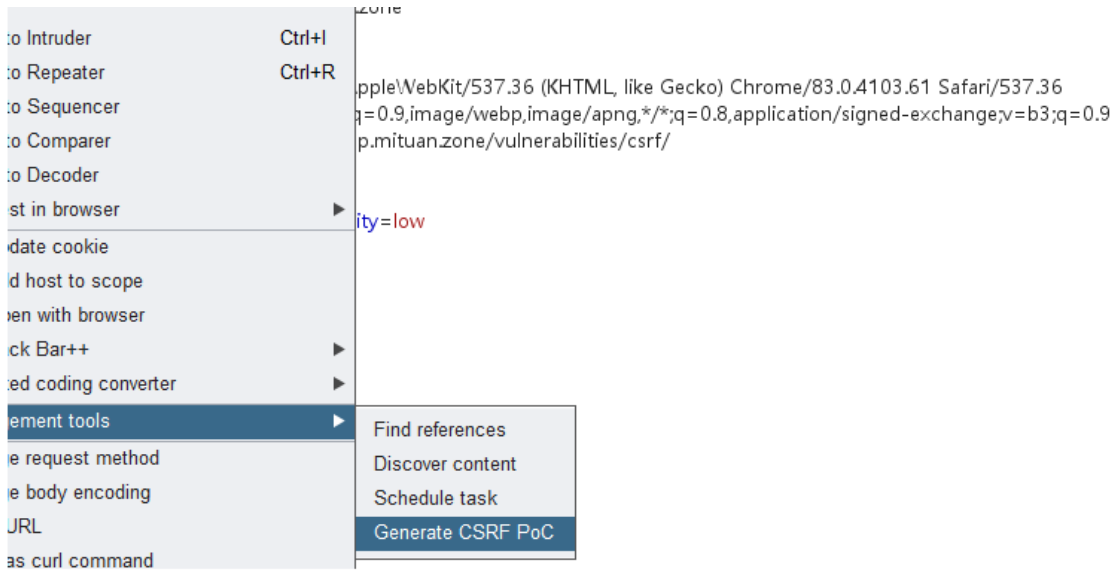 .zone
to Intruder Ctrl+I
to Repeater Ctrl+R
ppleWebKit/537.36 (KHTML, like Gecko) Chrome/83.0.4103.61 Safari/537.36
to Sequencer
q=0.9,image/webp,image/apng,*/*;q=0.8,application/signed-exchange;v=b3;q=0.9
to Comparer
p.mituan.zone/vulnerabilities/csrf/
to Decoder
est in browser
ity=low
date cookie
d host to scope
pen with browser
ck Bar++
ted coding converter
ement tools
Find references
e request method
Discover content
e body encoding
Schedule task
URL
Generate CSRF PoC
as curl command